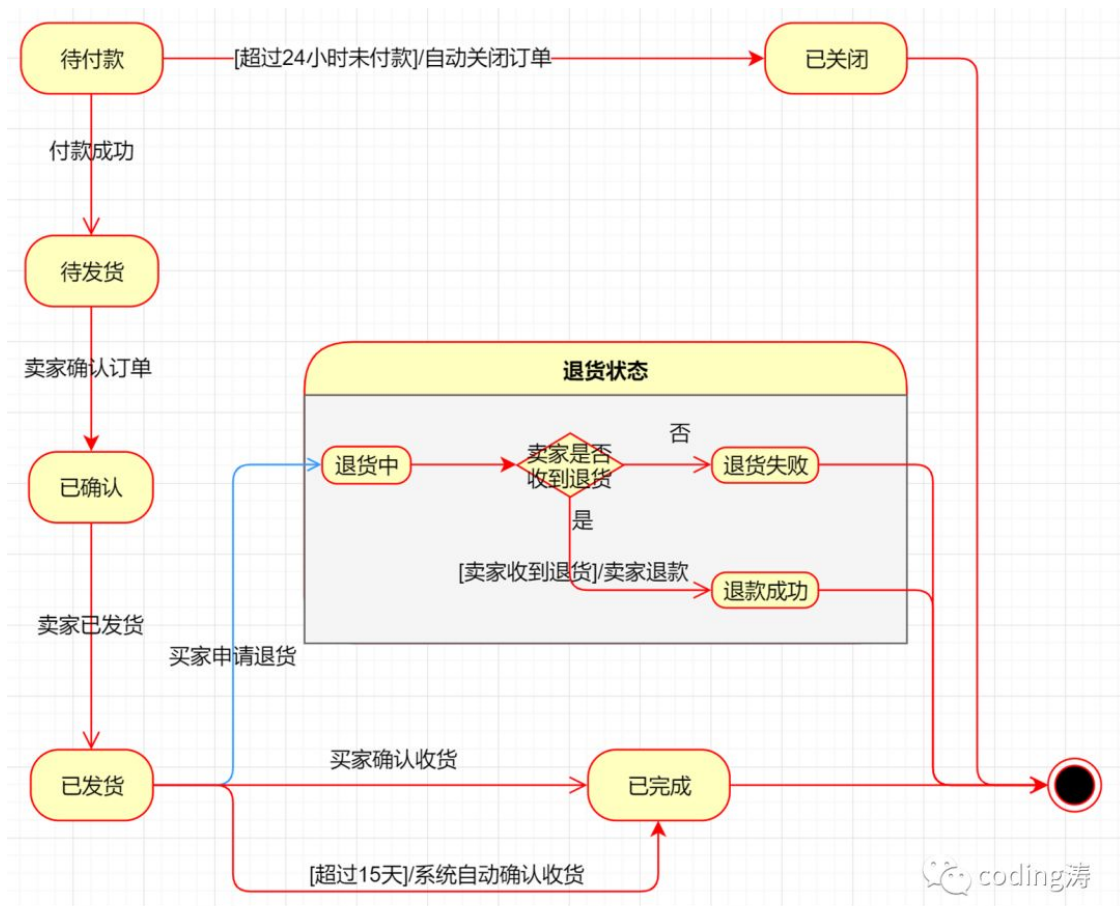 待付款
[超过24小时未付款]/自动关闭订单
已关闭
付款成功
待发货
卖家确认订单
退货状态
已确认
退货中
卖家是否
收到退货
否
退货失败
是
[卖家收到退货]/卖家退款
退款成功
卖家已发货
买家申请退货
已发货
买家确认收货
已完成
[超过15天]/系统自动确认收货
coding涛